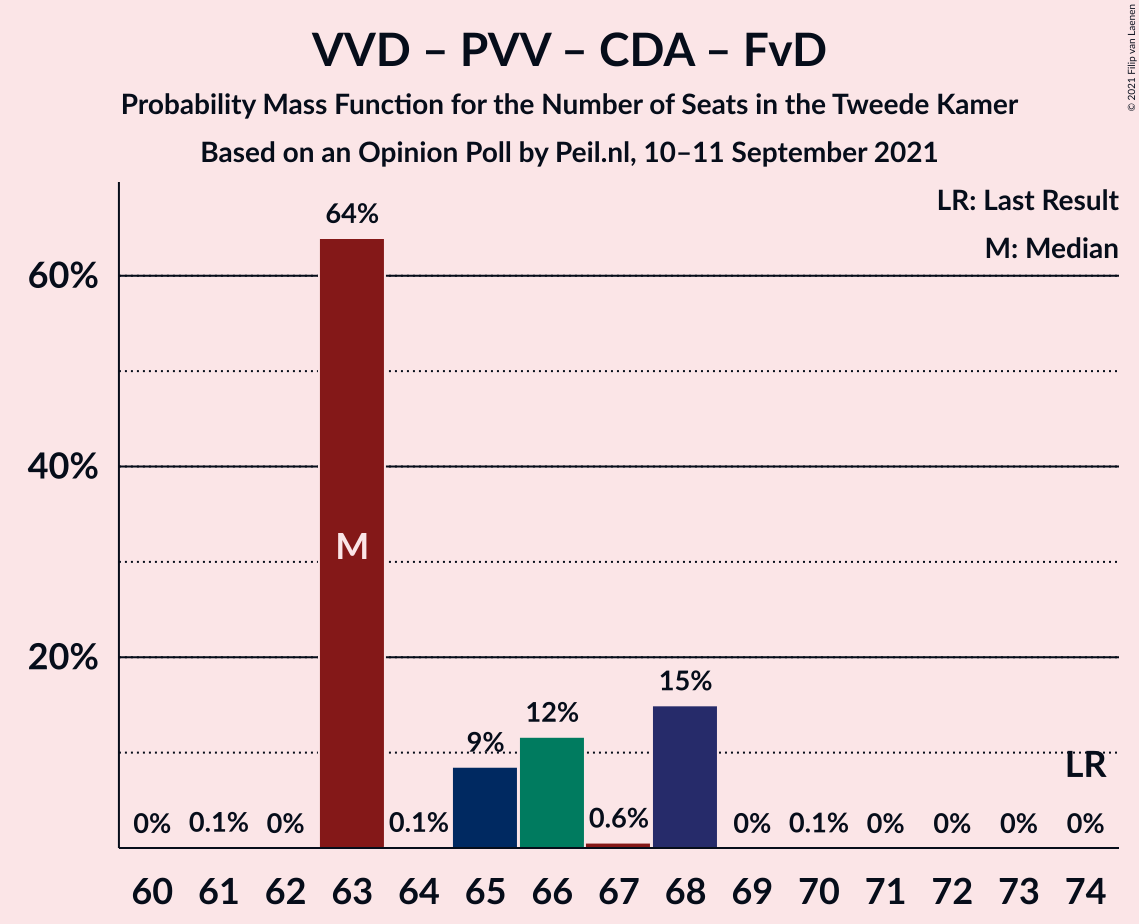 VVD – PVV – CDA – FvD
Probability Mass Function for the Number of Seats in the Tweede Kamer
Based on an Opinion Poll by Peil.nl, 10–11 September 2021
© 2021 Filip van Laenen
LR: Last Result
M: Median
60%
40%
20%
0% 0.1% 0% 64% 0.1% 9% 12% 0.6% 15% 0% 0.1% 0% 0% 0% 0%
M
LR
60 61 62 63 64 65 66 67 68 69 70 71 72 73 74